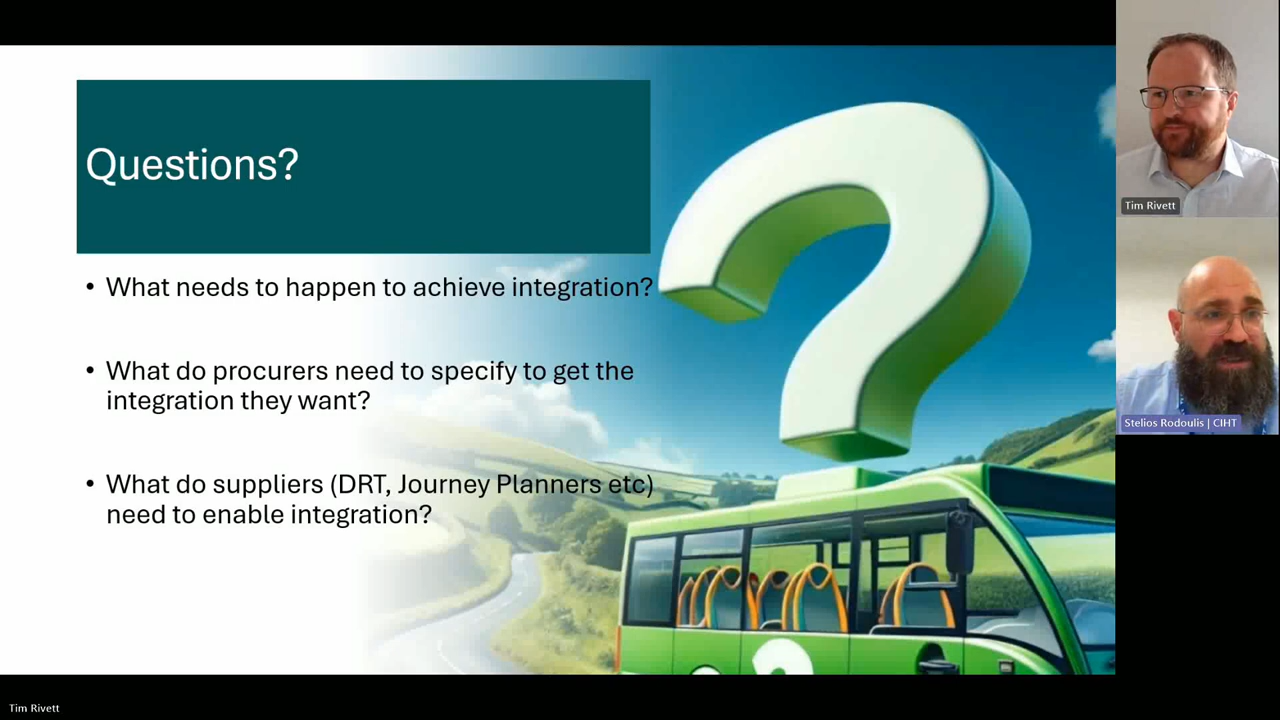 Questions?
• What needs to happen to achieve integration?
• What do procurers need to specify to get the
integration they want?
• What do suppliers (DRT, Journey Planners etc)
need to enable integration?
Tim Rivett
Stelios Rodoulis | CIHT
Tim Rivett